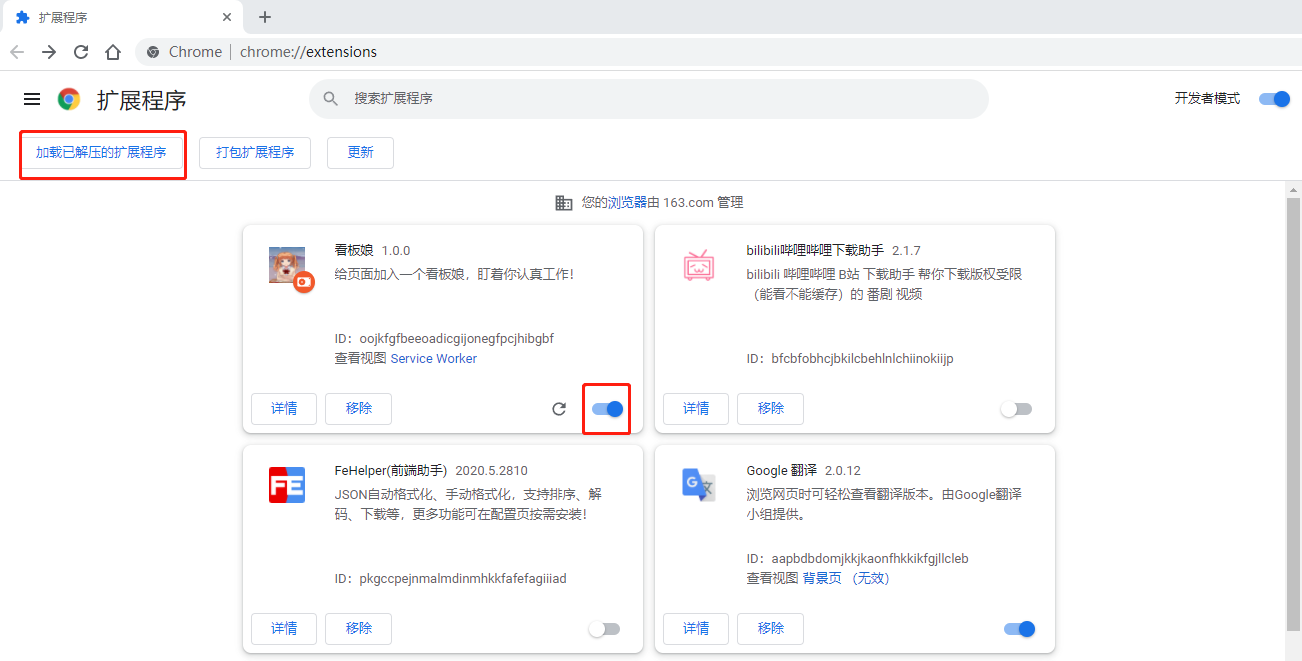 扩展程序
Chrome | chrome://extensions
扩展程序
搜索扩展程序
开发者模式
加载已解压的扩展程序
打包扩展程序
更新
您的浏览器由 163.com 管理
看板娘 1.0.0
给页面加入一个看板娘，盯着你认真工作！
ID：oojkfgfbeeoadicgijonegfpcjhibgbf
查看视图 Service Worker
详情
移除
bilibili哔哩哔哩下载助手 2.1.7
bilibili 哔哩哔哩 B站 下载助手 帮你下载版权受限
（能看不能缓存）的 番剧 视频
ID：bfcbfobhcjbkilcbehlnlchiinokiijp
详情
移除
FE
FeHelper(前端助手) 2020.5.2810
JSON自动格式化、手动格式化，支持排序、解
码、下载等，更多功能可在配置页按需安装！
ID：pkgccpejnmalmdinmhkkfafefagiiiad
详情
移除
G 文
Google 翻译 2.0.12
浏览网页时可轻松查看翻译版本。由Google翻译
小组提供。
ID：aapbdbdomjkkjkaonfhkkikfgjllcleb
查看视图 背景页 （无效）
详情
移除